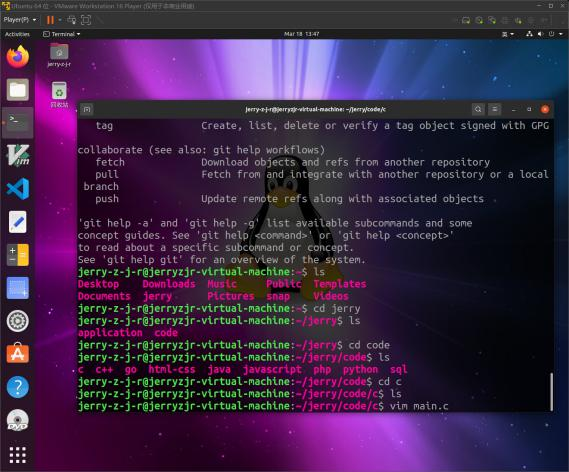 Ubuntu 64 位 - VMware Workstation 16 Player (仅用于非商业用途)
Player(P)
Activities
Terminal
Mar 18 13:47
英
jerry-z-j-r
回收站
jerry-z-j-r@jerryzjr-virtual-machine: ~/jerry/code/c
tag Create, list, delete or verify a tag object signed with GPG
collaborate (see also: git help workflows)
fetch Download objects and refs from another repository
pull Fetch from and integrate with another repository or a local
branch
push Update remote refs along with associated objects
'git help -a' and 'git help -g' list available subcommands and some
concept guides. See 'git help <command>' or 'git help <concept>'
to read about a specific subcommand or concept.
See 'git help git' for an overview of the system.
jerry-z-j-r@jerryzjr-virtual-machine:~$ ls
Desktop Downloads Music Public Templates
Documents jerry Pictures snap Videos
jerry-z-j-r@jerryzjr-virtual-machine:~$ cd jerry
jerry-z-j-r@jerryzjr-virtual-machine:~/jerry$ ls
application code
jerry-z-j-r@jerryzjr-virtual-machine:~/jerry$ cd code
jerry-z-j-r@jerryzjr-virtual-machine:~/jerry/code$ ls
c c++ go html-css java javascript php python sql
jerry-z-j-r@jerryzjr-virtual-machine:~/jerry/code$ cd c
jerry-z-j-r@jerryzjr-virtual-machine:~/jerry/code/c$ ls
jerry-z-j-r@jerryzjr-virtual-machine:~/jerry/code/c$ vim main.c